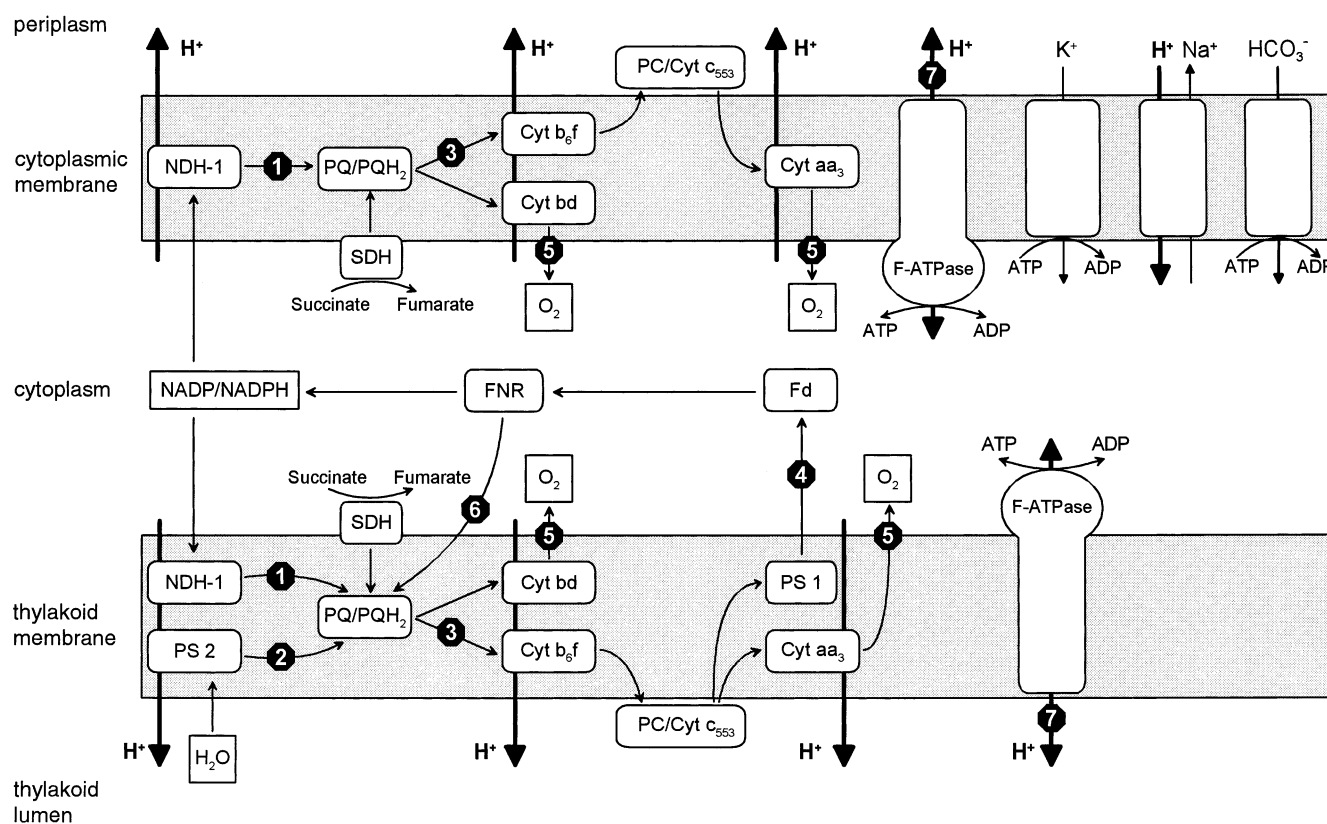 periplasm
H⁺
H⁺
PC/Cyt c₅₅₃
H⁺
H⁺
7
K⁺
H⁺ Na⁺
HCO₃⁻
cytoplasmic
membrane
NDH-1
1
PQ/PQH₂
3
Cyt b₆f
Cyt bd
Cyt aa₃
5
5
SDH
Succinate
Fumarate
O₂
O₂
F-ATPase
ATP
ADP
ATP
ADP
ATP
ADP
cytoplasm
NADP/NADPH
FNR
Fd
Succinate
Fumarate
SDH
6
O₂
5
4
O₂
5
ATP
ADP
F-ATPase
thylakoid
membrane
NDH-1
1
PS 2
2
PQ/PQH₂
3
Cyt bd
Cyt b₆f
PS 1
Cyt aa₃
PC/Cyt c₅₅₃
7
H⁺
H₂O
H⁺
H⁺
H⁺
thylakoid
lumen